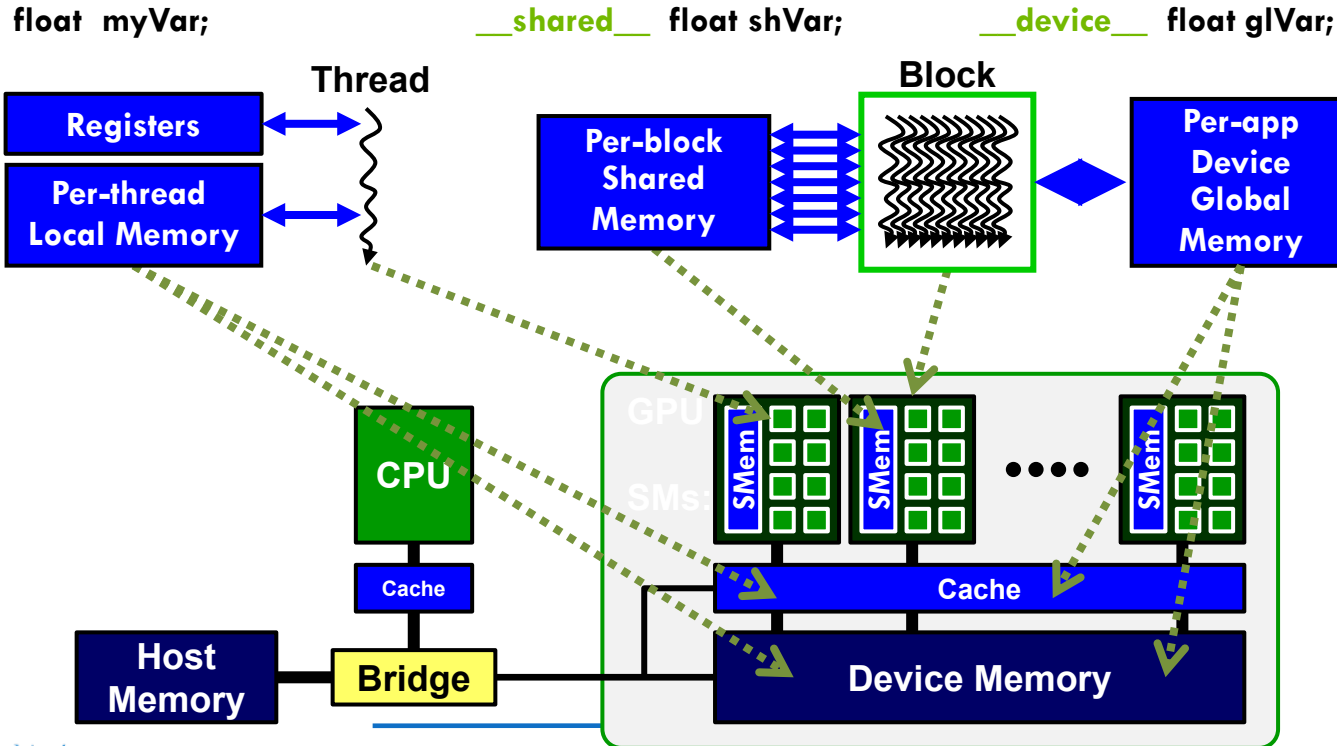 float myVar;
__shared__ float shVar;
__device__ float glVar;
Thread
Block
Registers
Per-thread
Local Memory
Per-block
Shared
Memory
Per-app
Device
Global
Memory
GPU
SMs:
SMem
SMem
SMem
CPU
Cache
Cache
Host
Memory
Bridge
Device Memory